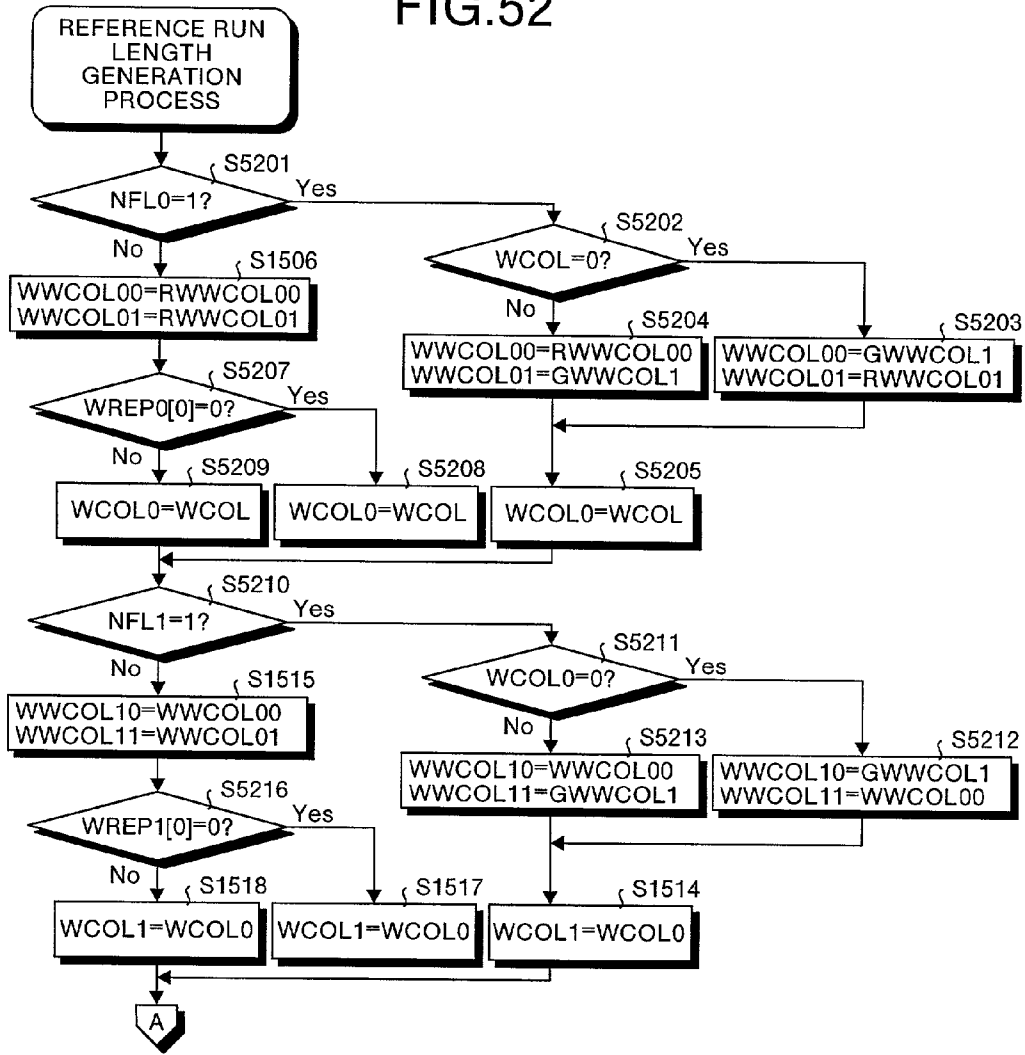 FIG.52
REFERENCE RUN
LENGTH
GENERATION
PROCESS
S5201
NFL0=1?
Yes
No
S5202
WCOL=0?
Yes
No
S1506
WWCOL00=RWWCOL00
WWCOL01=RWWCOL01
S5204
WWCOL00=RWWCOL00
WWCOL01=GWWCOL1
S5203
WWCOL00=GWWCOL1
WWCOL01=RWWCOL01
S5207
WREP0[0]=0?
Yes
No
S5209
WCOL0=WCOL
S5208
WCOL0=WCOL
S5205
WCOL0=WCOL
S5210
NFL1=1?
Yes
No
S5211
WCOL0=0?
Yes
No
S1515
WWCOL10=WWCOL00
WWCOL11=WWCOL01
S5213
WWCOL10=WWCOL00
WWCOL11=GWWCOL1
S5212
WWCOL10=GWWCOL1
WWCOL11=WWCOL00
S5216
WREP1[0]=0?
Yes
No
S1518
WCOL1=WCOL0
S1517
WCOL1=WCOL0
S1514
WCOL1=WCOL0
A